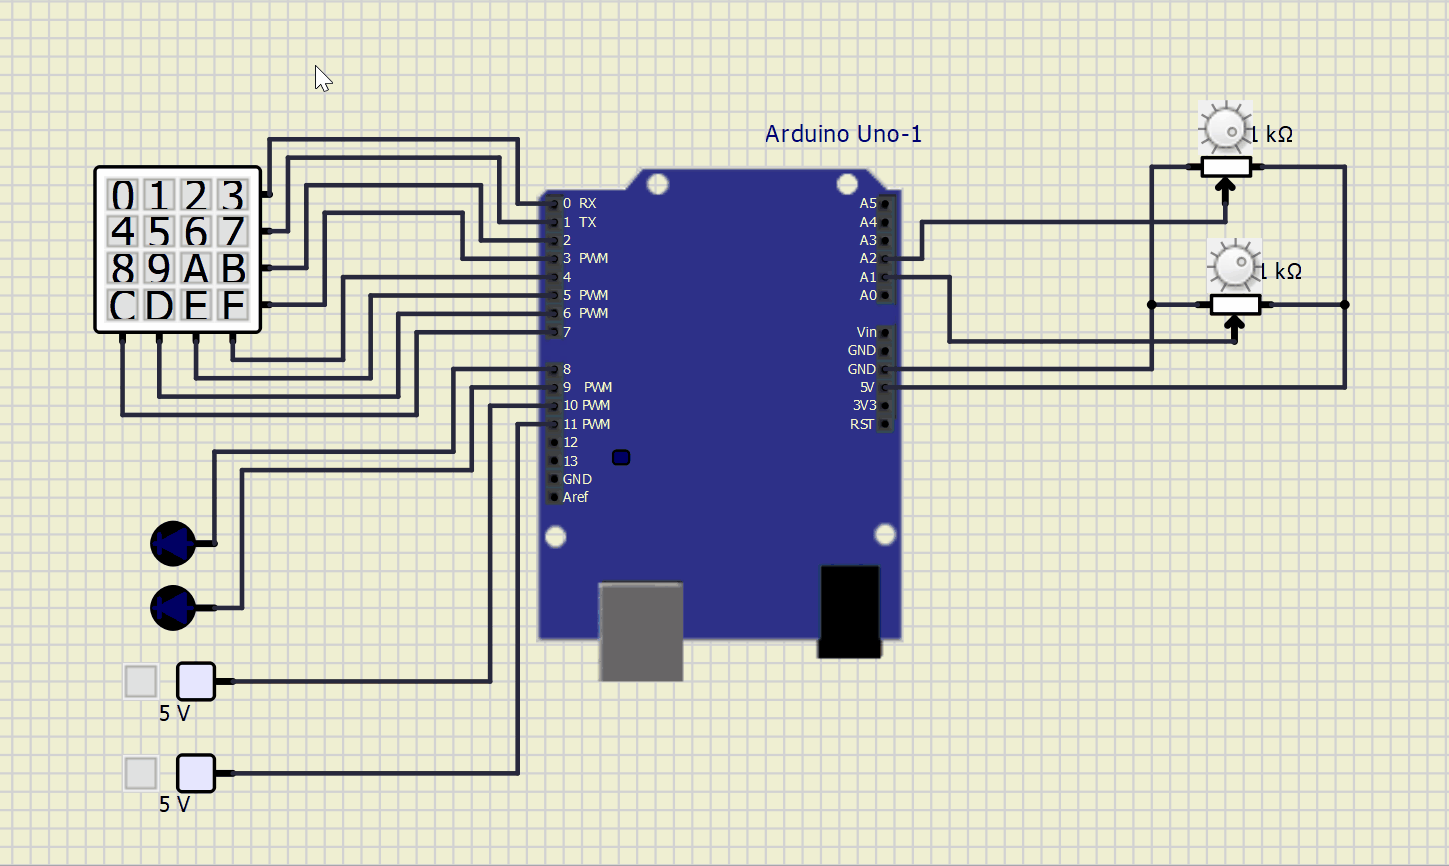 Arduino Uno-1
1 kΩ
0 1 2 3
4 5 6 7
8 9 A B
C D E F
0 RX
1 TX
2
3 PWM
4
5 PWM
6 PWM
7
8
9 PWM
10 PWM
11 PWM
12
13
GND
Aref
A5
A4
A3
A2
A1
A0
Vin
GND
GND
5V
3V3
RST
1 kΩ
5 V
5 V